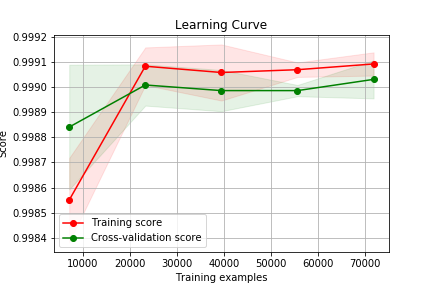 Learning Curve
0.9992
0.9991
0.9990
0.9989
0.9988
0.9987
0.9986
0.9985
0.9984
Score
Training score
Cross-validation score
10000 20000 30000 40000 50000 60000 70000
Training examples